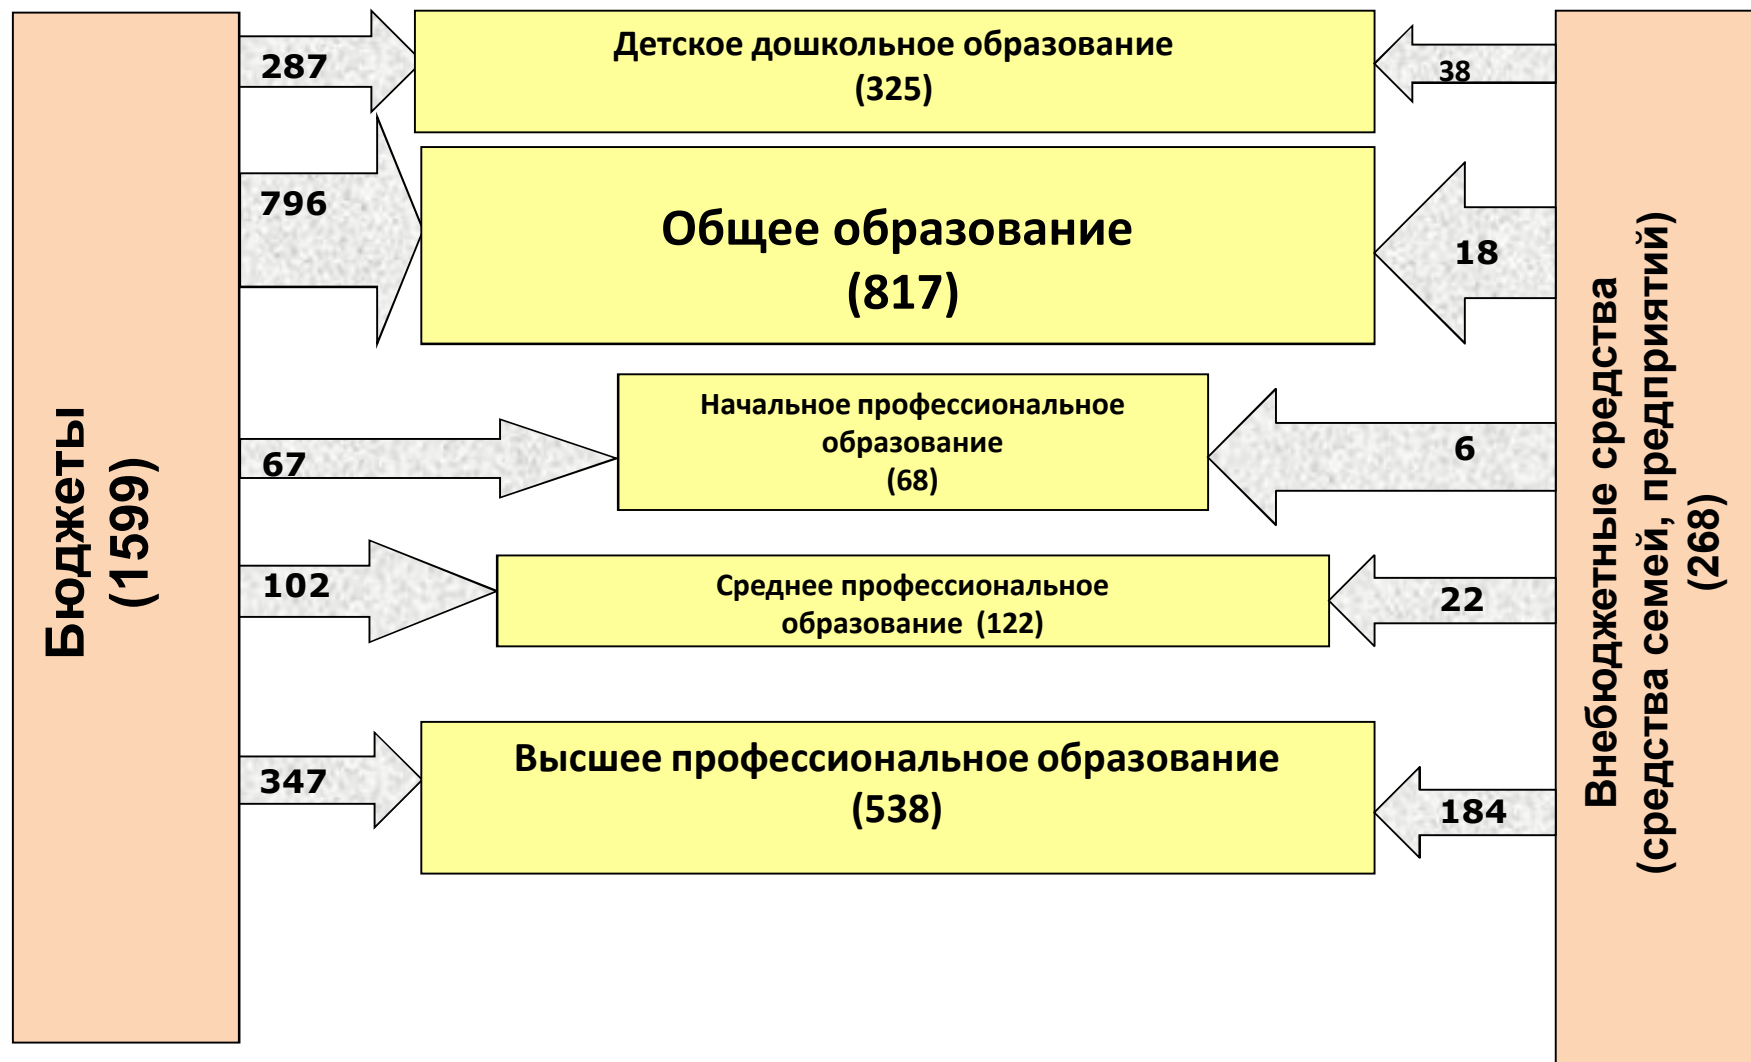 Бюджеты
(1599)
287
Детское дошкольное образование
(325)
38
796
Общее образование
(817)
18
67
Начальное профессиональное
образование
(68)
6
102
Среднее профессиональное
образование (122)
22
347
Высшее профессиональное образование
(538)
184
Внебюджетные средства
(средства семей, предприятий)
(268)